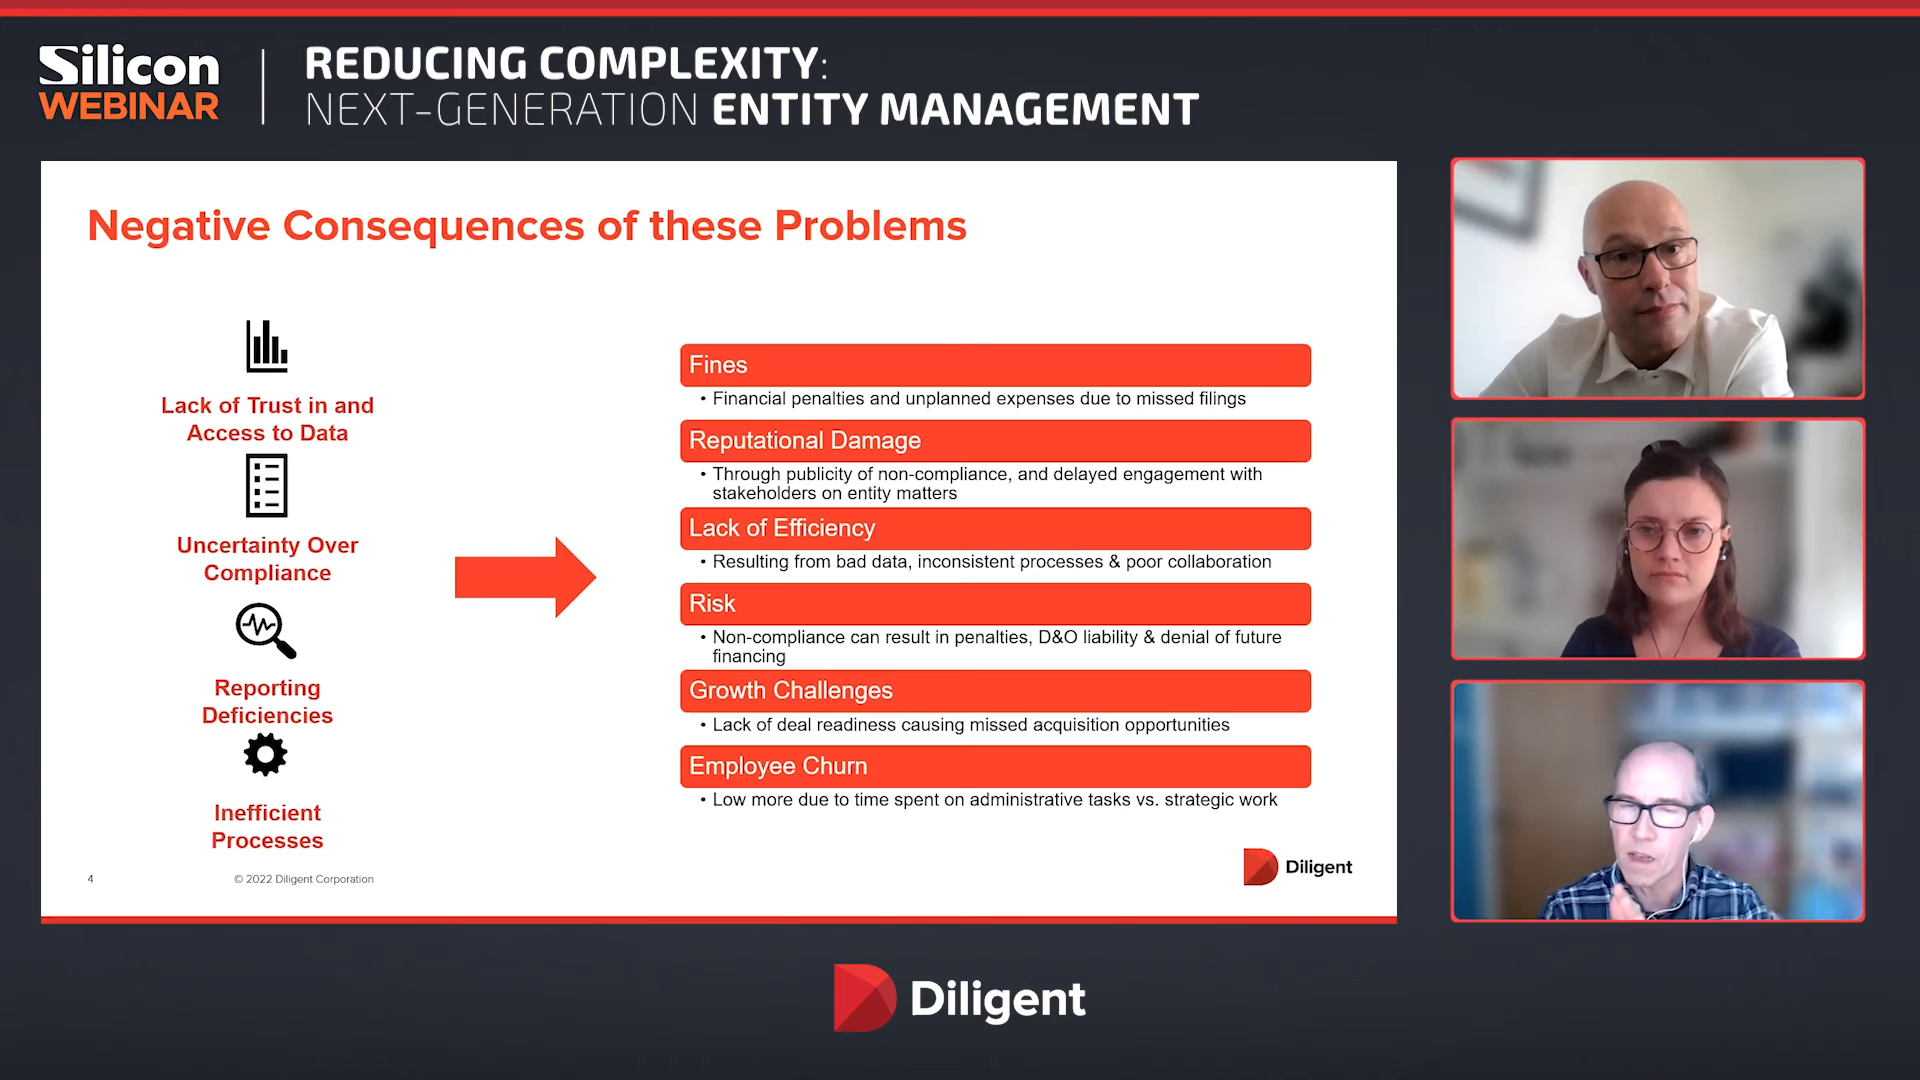 Silicon
WEBINAR
REDUCING COMPLEXITY:
NEXT-GENERATION ENTITY MANAGEMENT
Negative Consequences of these Problems
Lack of Trust in and
Access to Data
Uncertainty Over
Compliance
Reporting
Deficiencies
Inefficient
Processes
Fines
• Financial penalties and unplanned expenses due to missed filings
Reputational Damage
• Through publicity of non-compliance, and delayed engagement with
stakeholders on entity matters
Lack of Efficiency
• Resulting from bad data, inconsistent processes & poor collaboration
Risk
• Non-compliance can result in penalties, D&O liability & denial of future
financing
Growth Challenges
• Lack of deal readiness causing missed acquisition opportunities
Employee Churn
• Low more due to time spent on administrative tasks vs. strategic work
4
© 2022 Diligent Corporation
Diligent
Diligent